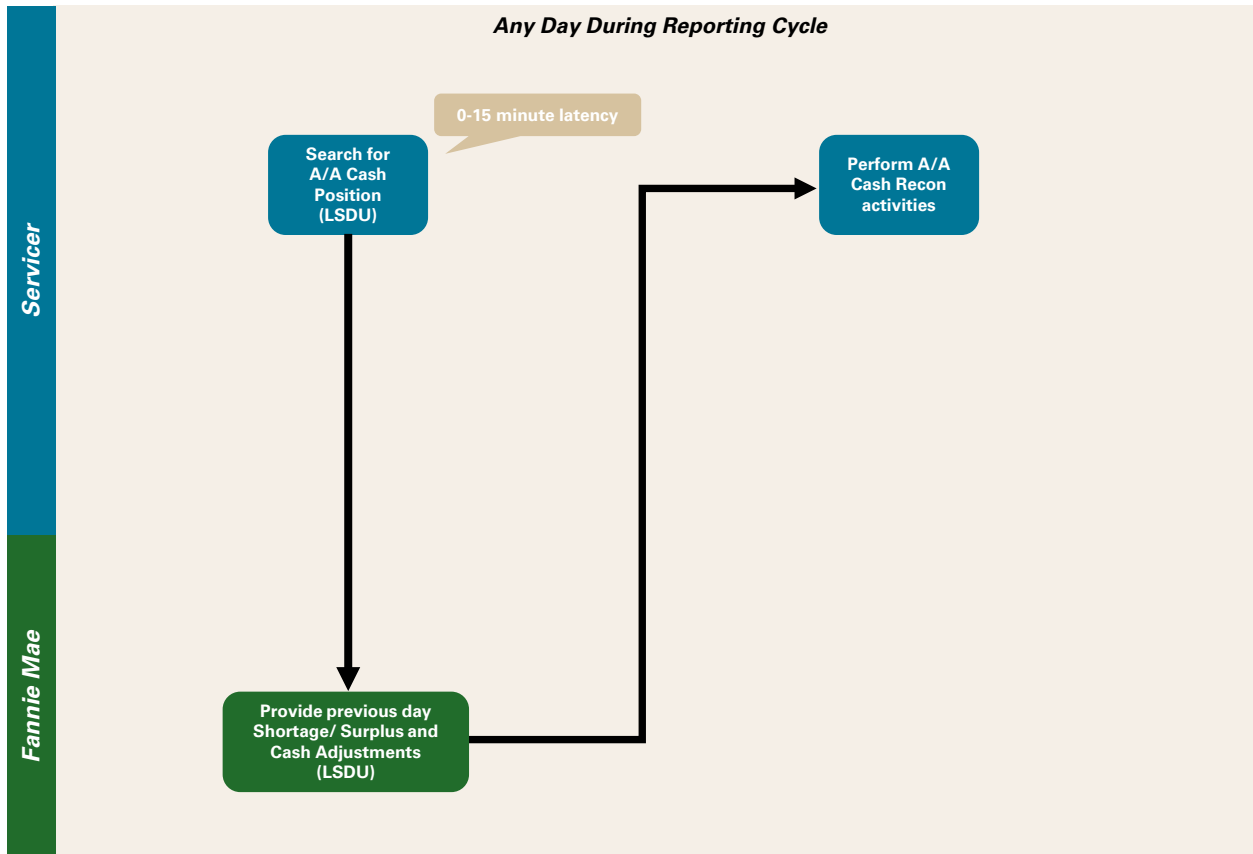 Any Day During Reporting Cycle
0-15 minute latency
Search for
A/A Cash
Position
(LSDU)
Perform A/A
Cash Recon
activities
Servicer
Fannie Mae
Provide previous day
Shortage/ Surplus and
Cash Adjustments
(LSDU)